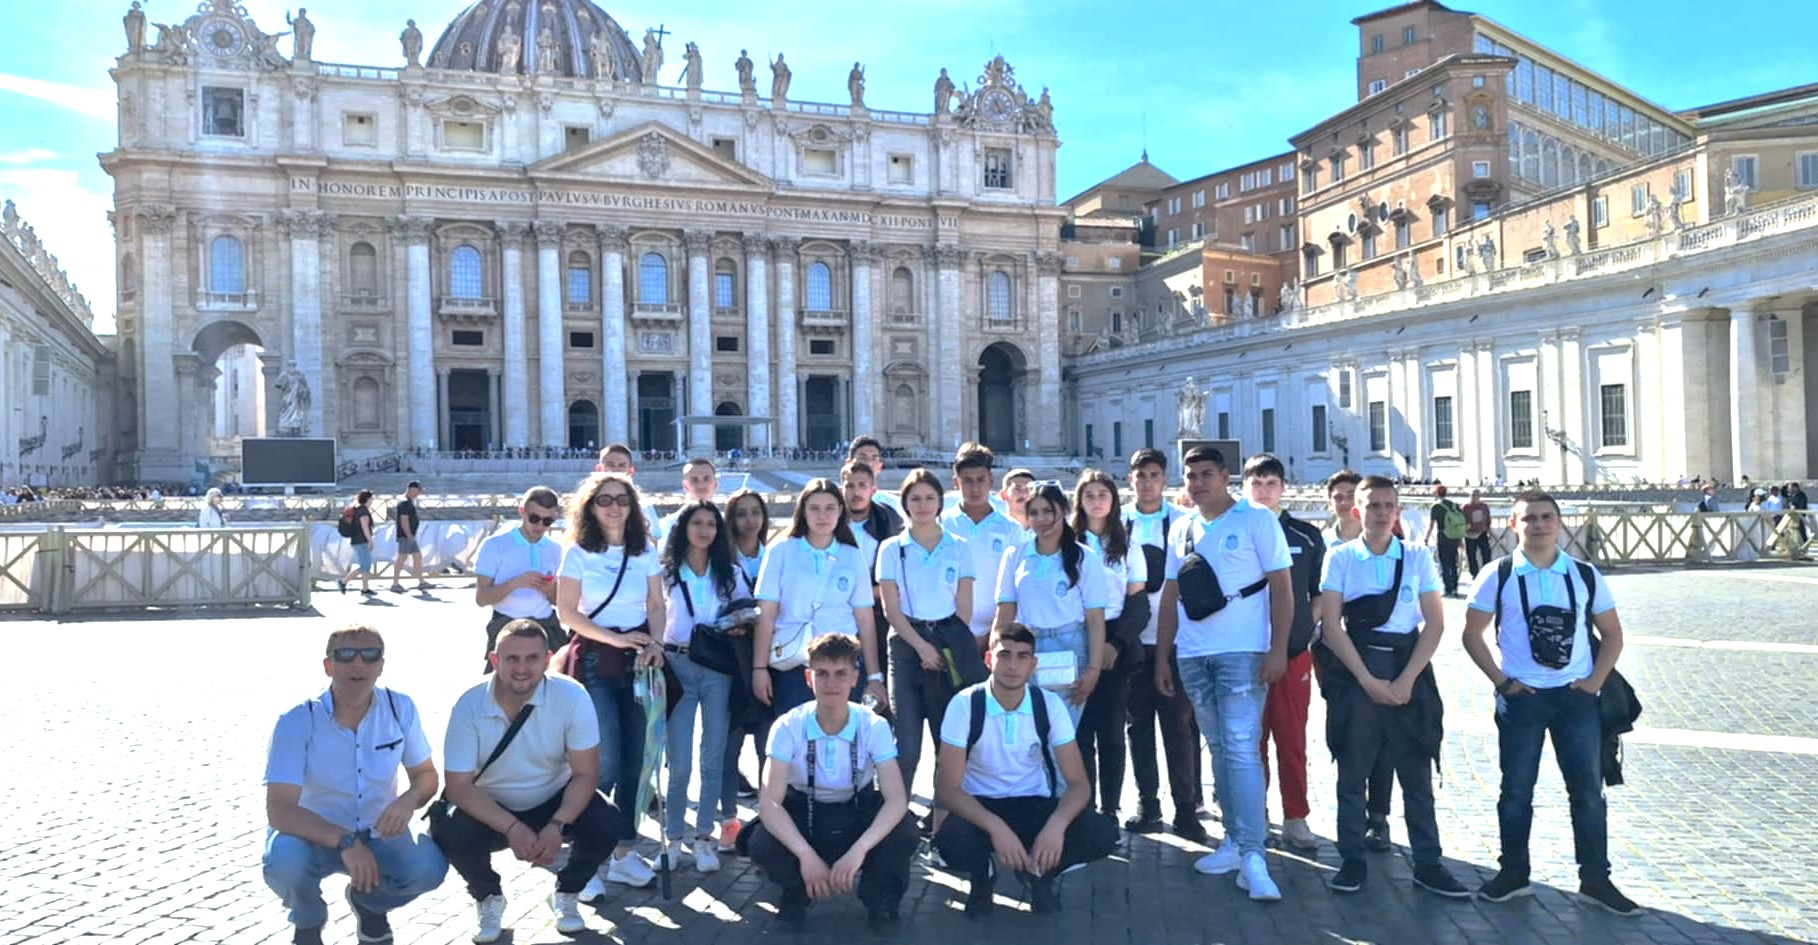 IN HONOREM PRINCIPIS APOST PAVLVS V BVRGHESIVS ROMANVS PONT MAX AN MDCXII PONT VII